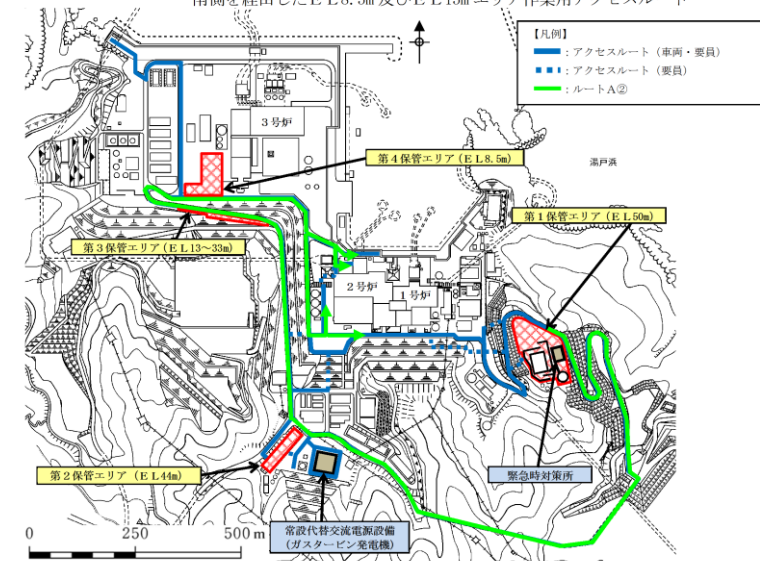 南側を経由したEL8.5m及びEL15mエリア作業用アクセスルート
【凡例】
：アクセスルート（車両・要員）
：アクセスルート（要員）
：ルートA②
3号炉
第4保管エリア（EL8.5m）
湯戸浜
第1保管エリア（EL50m）
第3保管エリア（EL13～33m）
2号炉
1号炉
第2保管エリア（EL44m）
緊急時対策所
常設代替交流電源設備
（ガスタービン発電機）
0 250 500 m